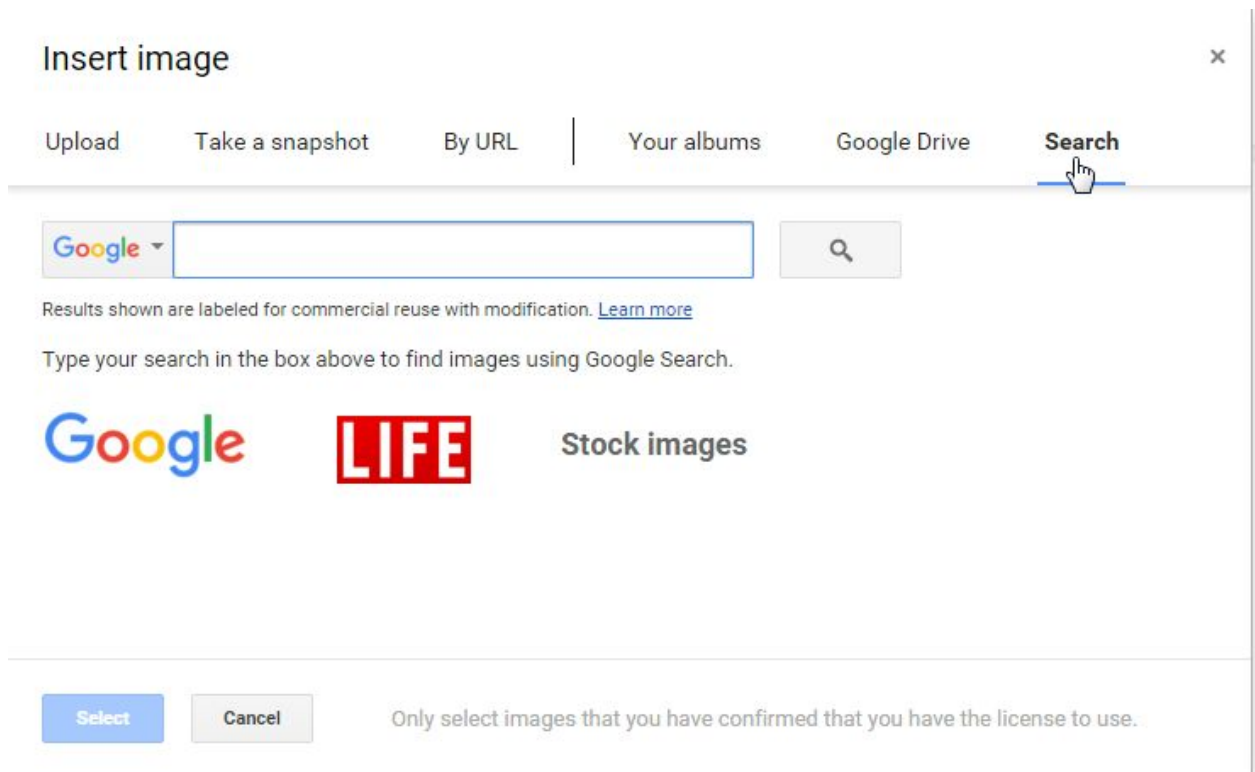 Insert image ×
Upload Take a snapshot By URL Your albums Google Drive Search
Google
Results shown are labeled for commercial reuse with modification. Learn more
Type your search in the box above to find images using Google Search.
Google LIFE Stock images
Select Cancel Only select images that you have confirmed that you have the license to use.